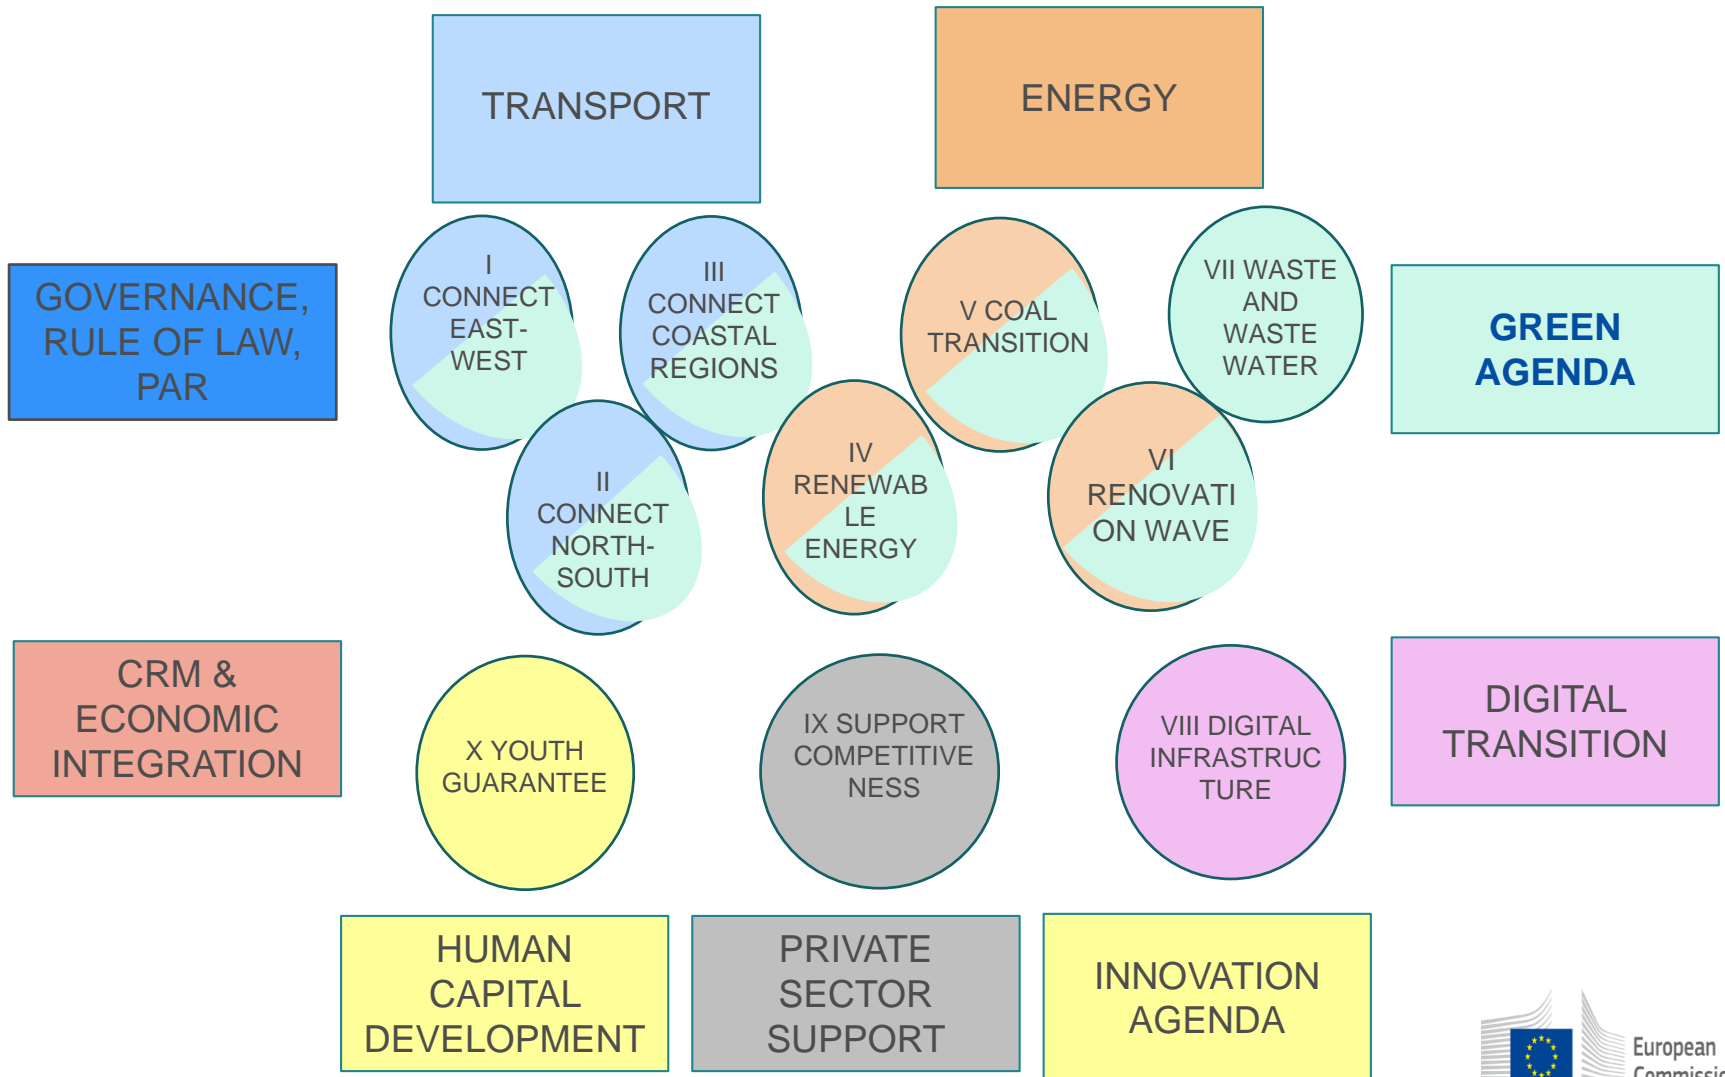 TRANSPORT
ENERGY
GOVERNANCE,
RULE OF LAW,
PAR
I
CONNECT
EAST-
WEST
III
CONNECT
COASTAL
REGIONS
V COAL
TRANSITION
VII WASTE
AND
WASTE
WATER
GREEN
AGENDA
II
CONNECT
NORTH-
SOUTH
IV
RENEWAB
LE
ENERGY
VI
RENOVATI
ON WAVE
CRM &
ECONOMIC
INTEGRATION
X YOUTH
GUARANTEE
IX SUPPORT
COMPETITIVE
NESS
VIII DIGITAL
INFRASTRUC
TURE
DIGITAL
TRANSITION
HUMAN
CAPITAL
DEVELOPMENT
PRIVATE
SECTOR
SUPPORT
INNOVATION
AGENDA
European
Commissio